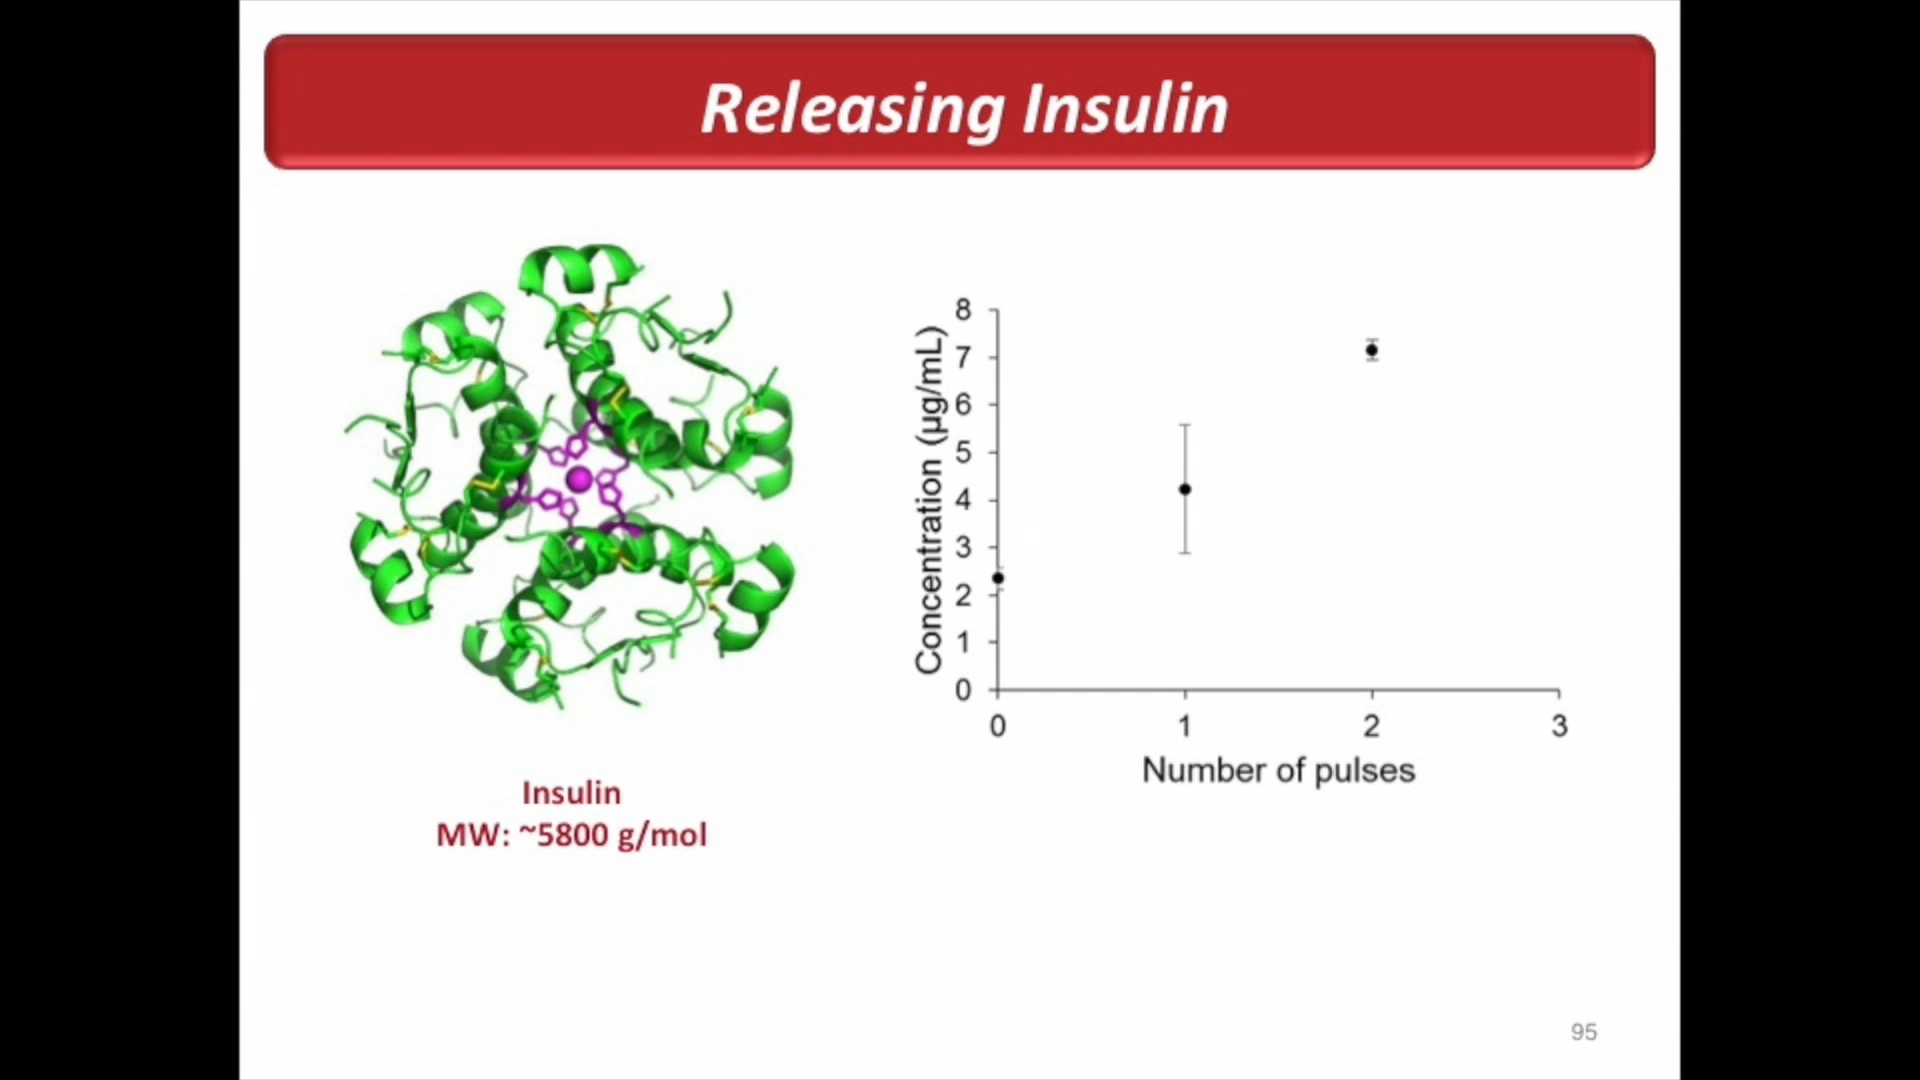 Releasing Insulin
Insulin
MW: ~5800 g/mol
Concentration (µg/mL)
8
7
6
5
4
3
2
1
0
0 1 2 3
Number of pulses
95